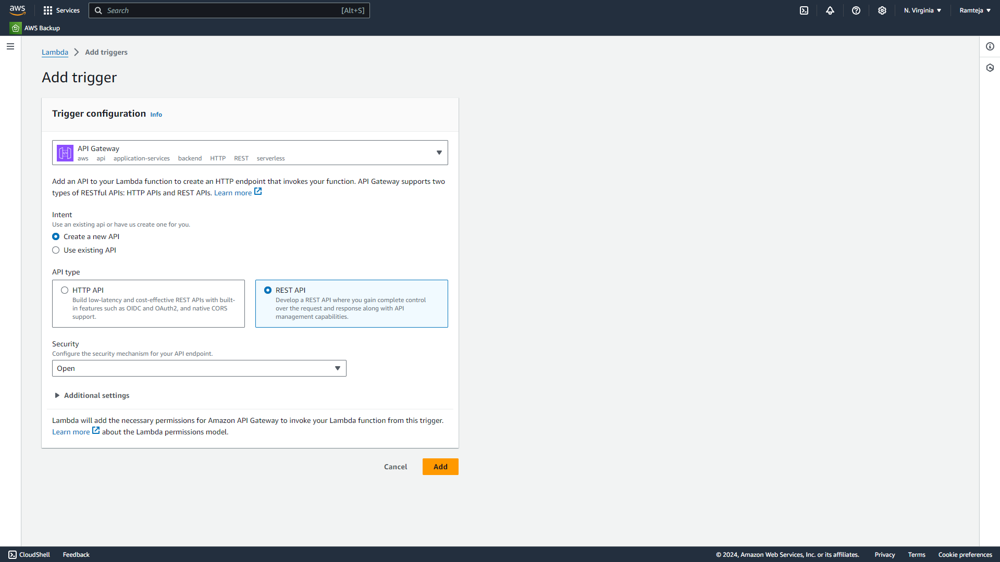 aws Services Search [Alt+S] N. Virginia Ramteja
AWS Backup
Lambda Add triggers
Add trigger
Trigger configuration Info
API Gateway
aws api application-services backend HTTP REST serverless
Add an API to your Lambda function to create an HTTP endpoint that invokes your function. API Gateway supports two
types of RESTful APIs: HTTP APIs and REST APIs. Learn more
Intent
Use an existing api or have us create one for you.
Create a new API
Use existing API
API type
HTTP API
Build low-latency and cost-effective REST APIs with built-
in features such as OIDC and OAuth2, and native CORS
support.
REST API
Develop a REST API where you gain complete control
over the request and response along with API
management capabilities.
Security
Configure the security mechanism for your API endpoint.
Open
Additional settings
Lambda will add the necessary permissions for Amazon API Gateway to invoke your Lambda function from this trigger.
Learn more about the Lambda permissions model.
Cancel Add
CloudShell Feedback © 2024, Amazon Web Services, Inc. or its affiliates. Privacy Terms Cookie preferences